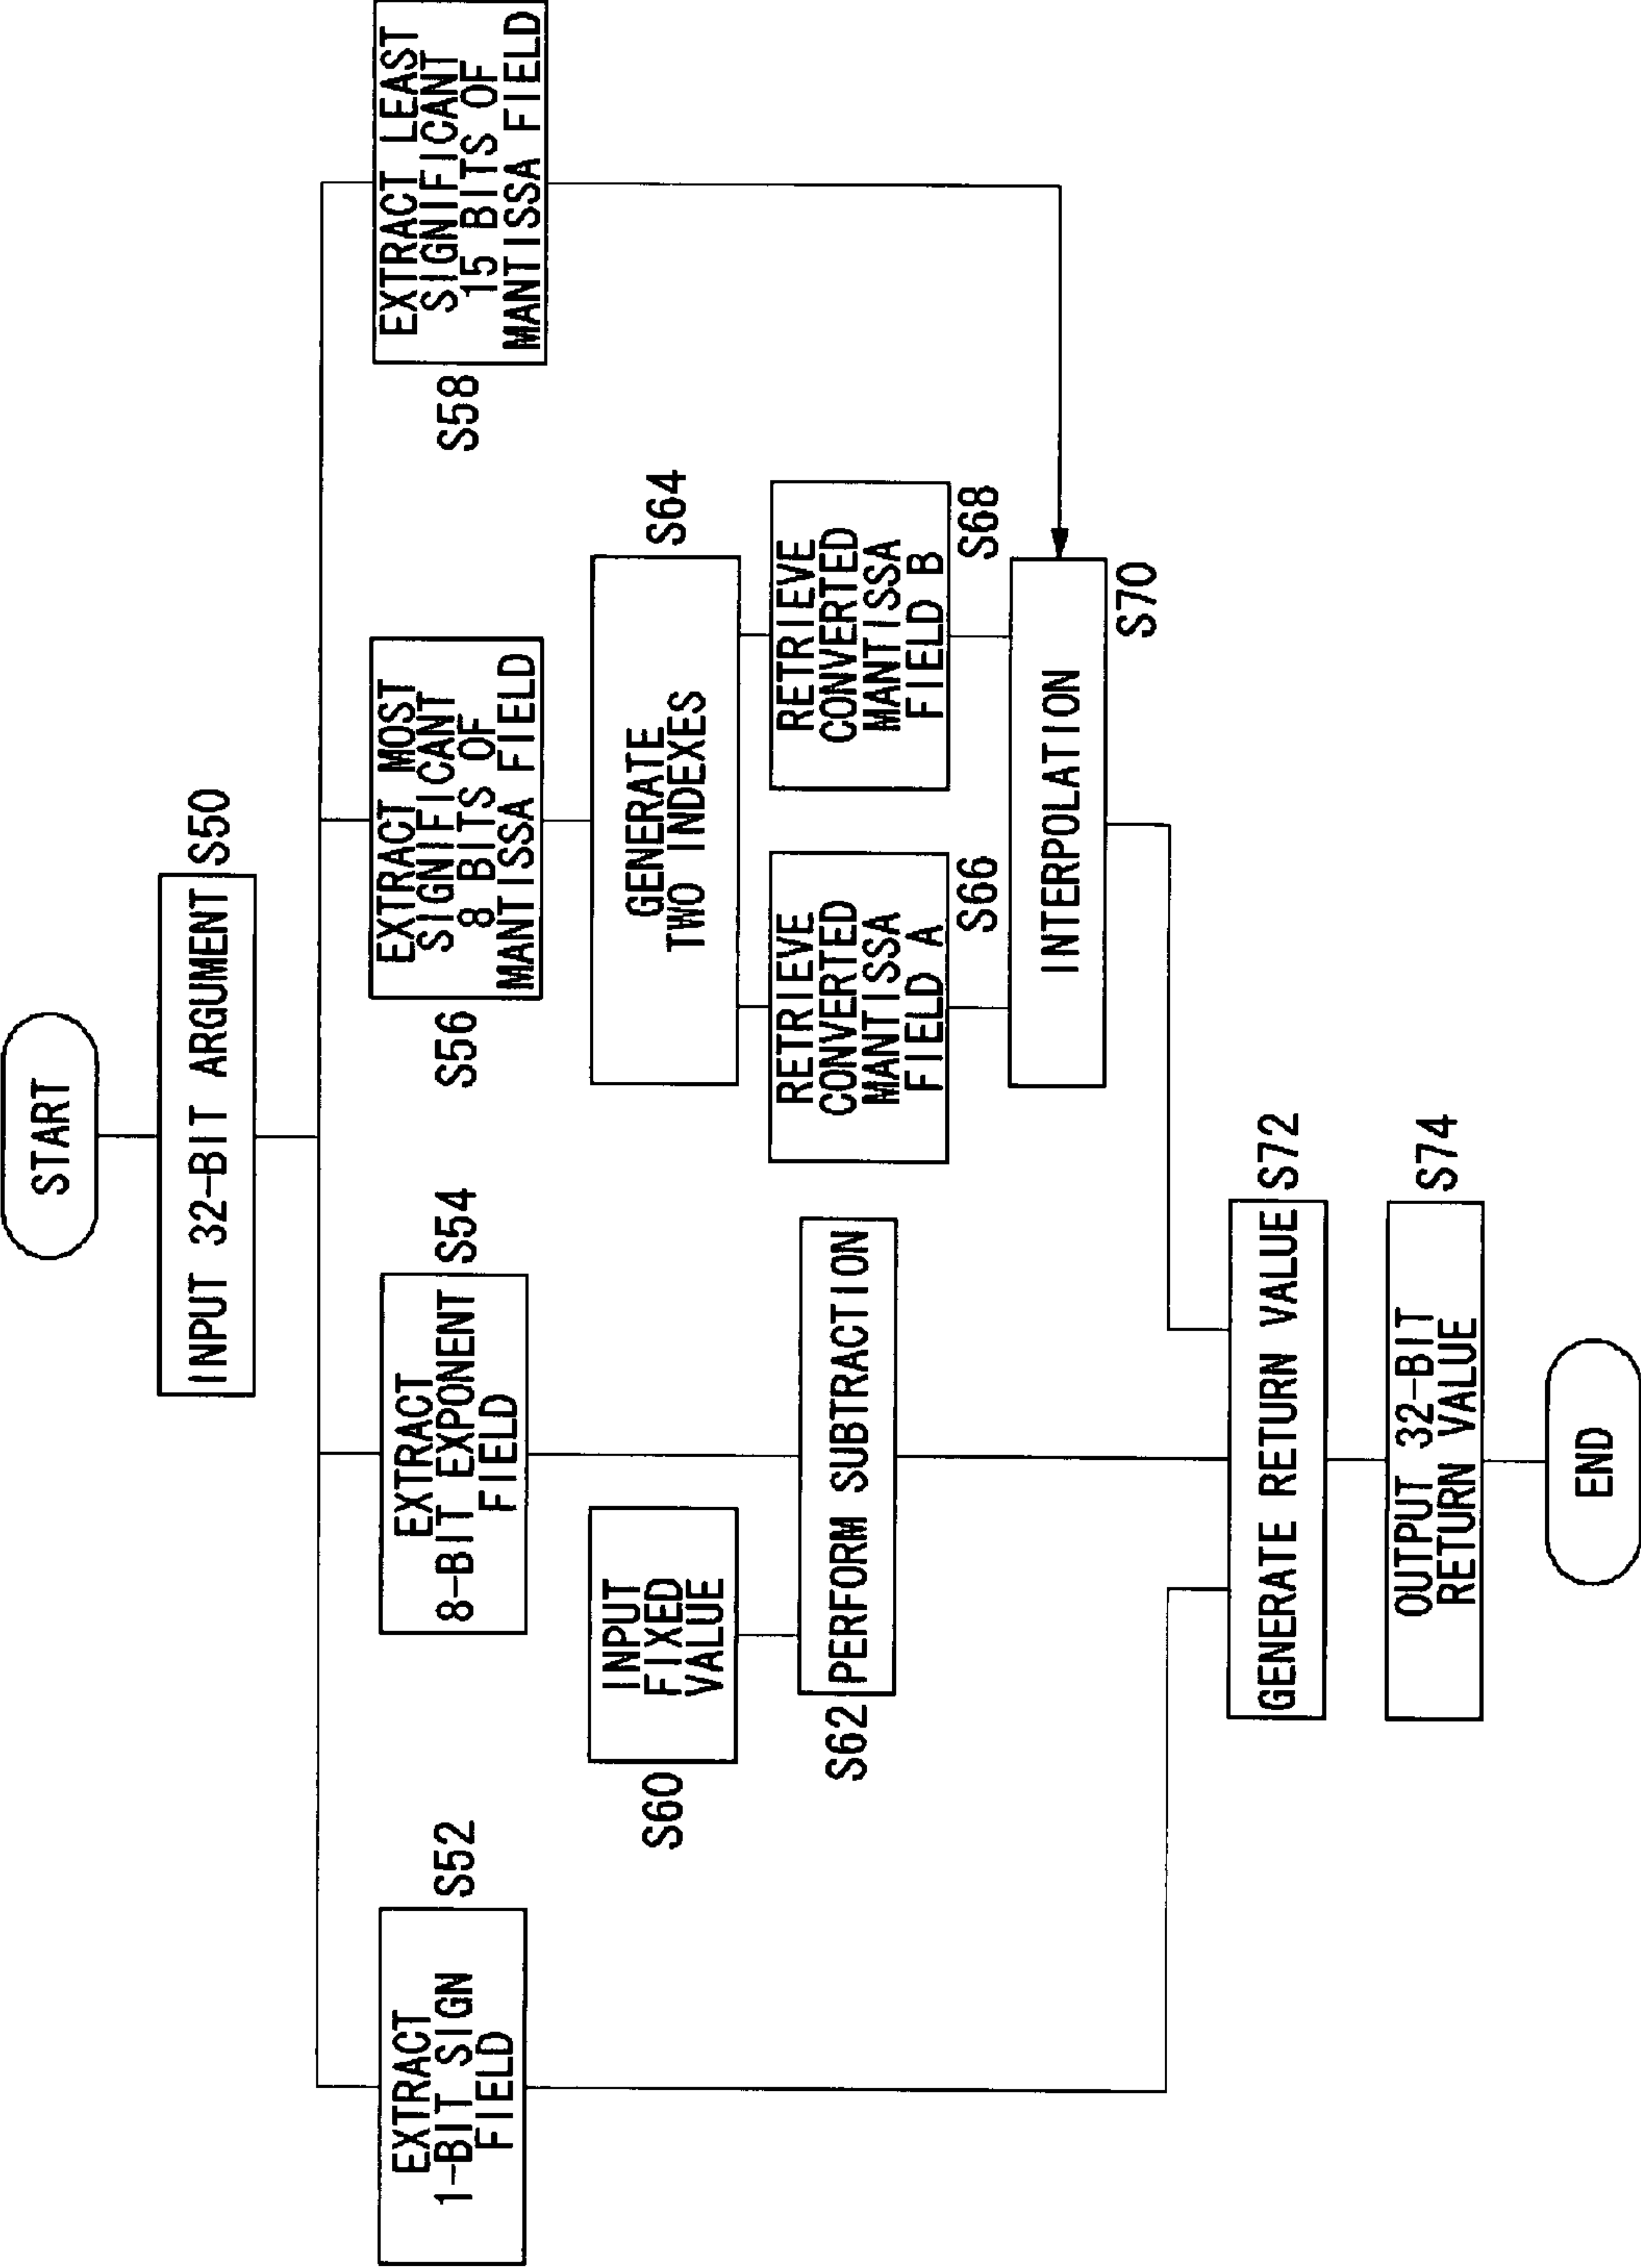 START
INPUT 32-BIT ARGUMENT
S50
EXTRACT
1-BIT SIGN
FIELD
S52
EXTRACT
8-BIT EXPONENT
FIELD
S54
EXTRACT MOST
SIGNIFICANT
8 BITS OF
MANTISSA FIELD
S56
EXTRACT LEAST
SIGNIFICANT
15 BITS OF
MANTISSA FIELD
S58
INPUT
FIXED
VALUE
S60
GENERATE
TWO INDEXES
S64
S62
PERFORM SUBTRACTION
RETRIEVE
CONVERTED
MANTISSA
FIELD A
S66
RETRIEVE
CONVERTED
MANTISSA
FIELD B
S68
INTERPOLATION
S70
GENERATE RETURN VALUE
S72
OUTPUT 32-BIT
RETURN VALUE
S74
END